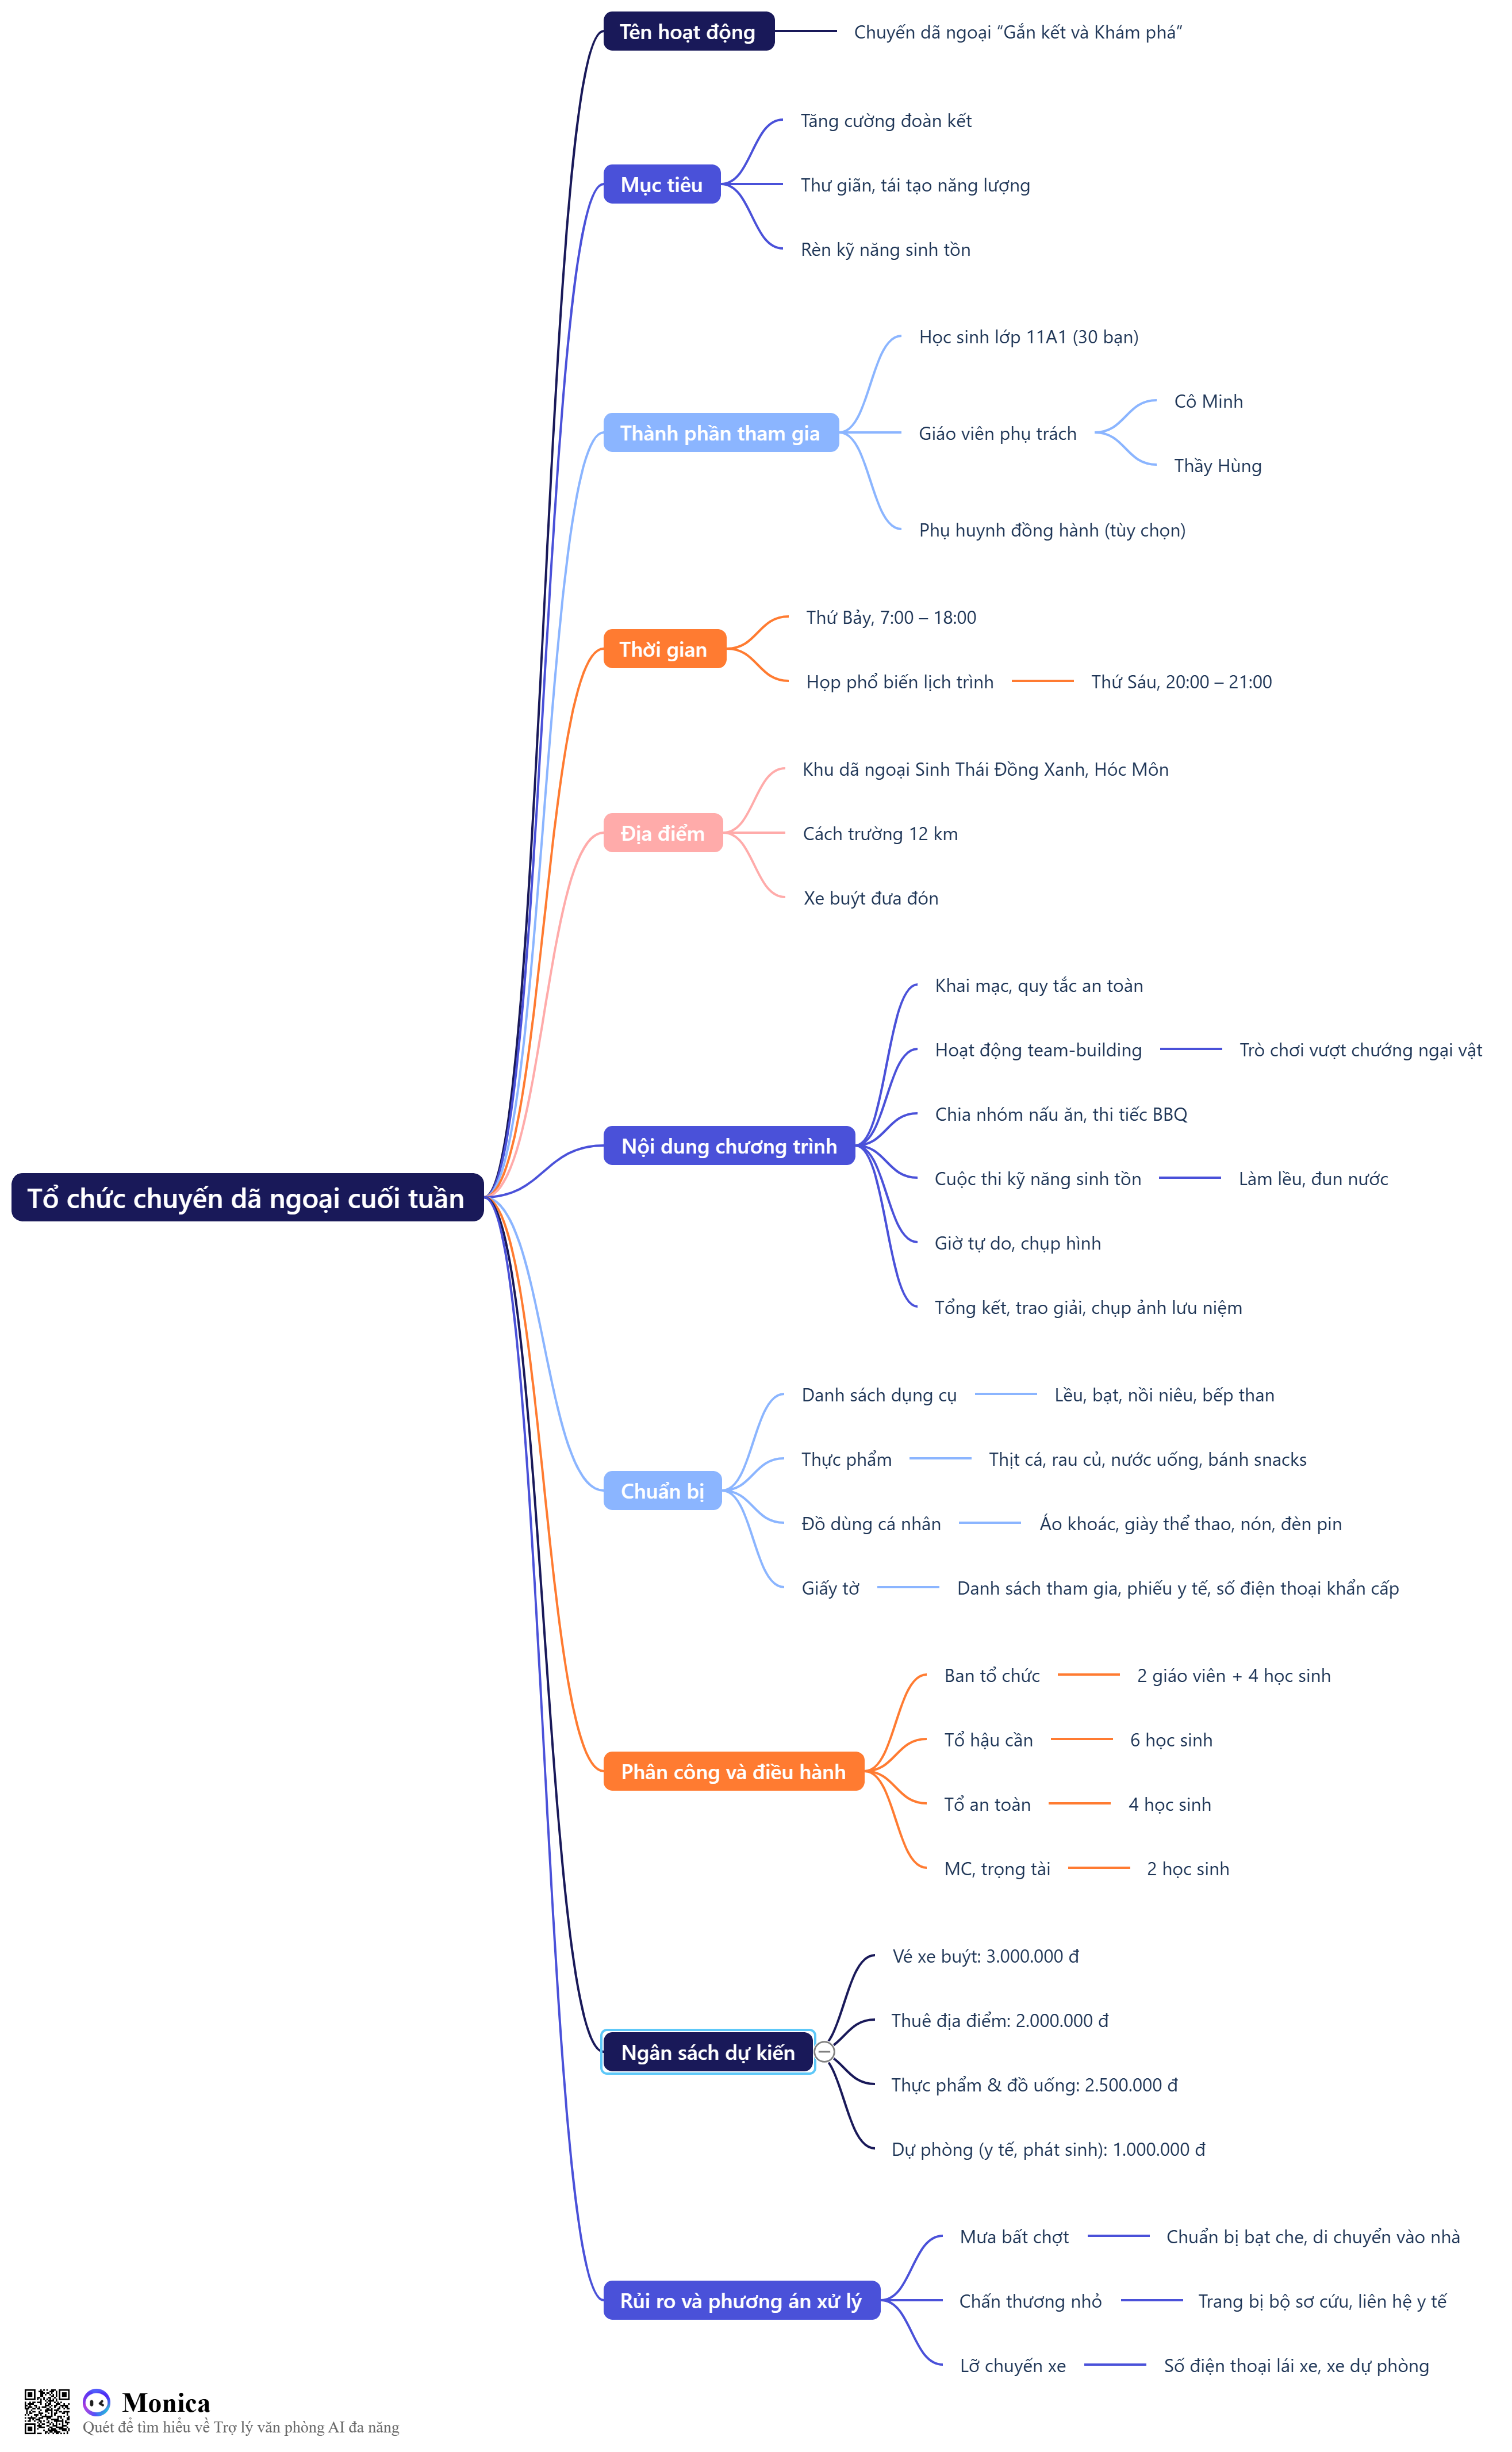 Tổ chức chuyến dã ngoại cuối tuần
Tên hoạt động
Chuyến dã ngoại “Gắn kết và Khám phá”
Mục tiêu
Tăng cường đoàn kết
Thư giãn, tái tạo năng lượng
Rèn kỹ năng sinh tồn
Thành phần tham gia
Học sinh lớp 11A1 (30 bạn)
Giáo viên phụ trách
Cô Minh
Thầy Hùng
Phụ huynh đồng hành (tùy chọn)
Thời gian
Thứ Bảy, 7:00 – 18:00
Họp phổ biến lịch trình
Thứ Sáu, 20:00 – 21:00
Địa điểm
Khu dã ngoại Sinh Thái Đồng Xanh, Hóc Môn
Cách trường 12 km
Xe buýt đưa đón
Nội dung chương trình
Khai mạc, quy tắc an toàn
Hoạt động team-building
Trò chơi vượt chướng ngại vật
Chia nhóm nấu ăn, thi tiếc BBQ
Cuộc thi kỹ năng sinh tồn
Làm lều, đun nước
Giờ tự do, chụp hình
Tổng kết, trao giải, chụp ảnh lưu niệm
Chuẩn bị
Danh sách dụng cụ
Lều, bạt, nồi niêu, bếp than
Thực phẩm
Thịt cá, rau củ, nước uống, bánh snacks
Đồ dùng cá nhân
Áo khoác, giày thể thao, nón, đèn pin
Giấy tờ
Danh sách tham gia, phiếu y tế, số điện thoại khẩn cấp
Phân công và điều hành
Ban tổ chức
2 giáo viên + 4 học sinh
Tổ hậu cần
6 học sinh
Tổ an toàn
4 học sinh
MC, trọng tài
2 học sinh
Ngân sách dự kiến
Vé xe buýt: 3.000.000 đ
Thuê địa điểm: 2.000.000 đ
Thực phẩm & đồ uống: 2.500.000 đ
Dự phòng (y tế, phát sinh): 1.000.000 đ
Rủi ro và phương án xử lý
Mưa bất chợt
Chuẩn bị bạt che, di chuyển vào nhà
Chấn thương nhỏ
Trang bị bộ sơ cứu, liên hệ y tế
Lỡ chuyến xe
Số điện thoại lái xe, xe dự phòng
Monica
Quét để tìm hiểu về Trợ lý văn phòng AI đa năng